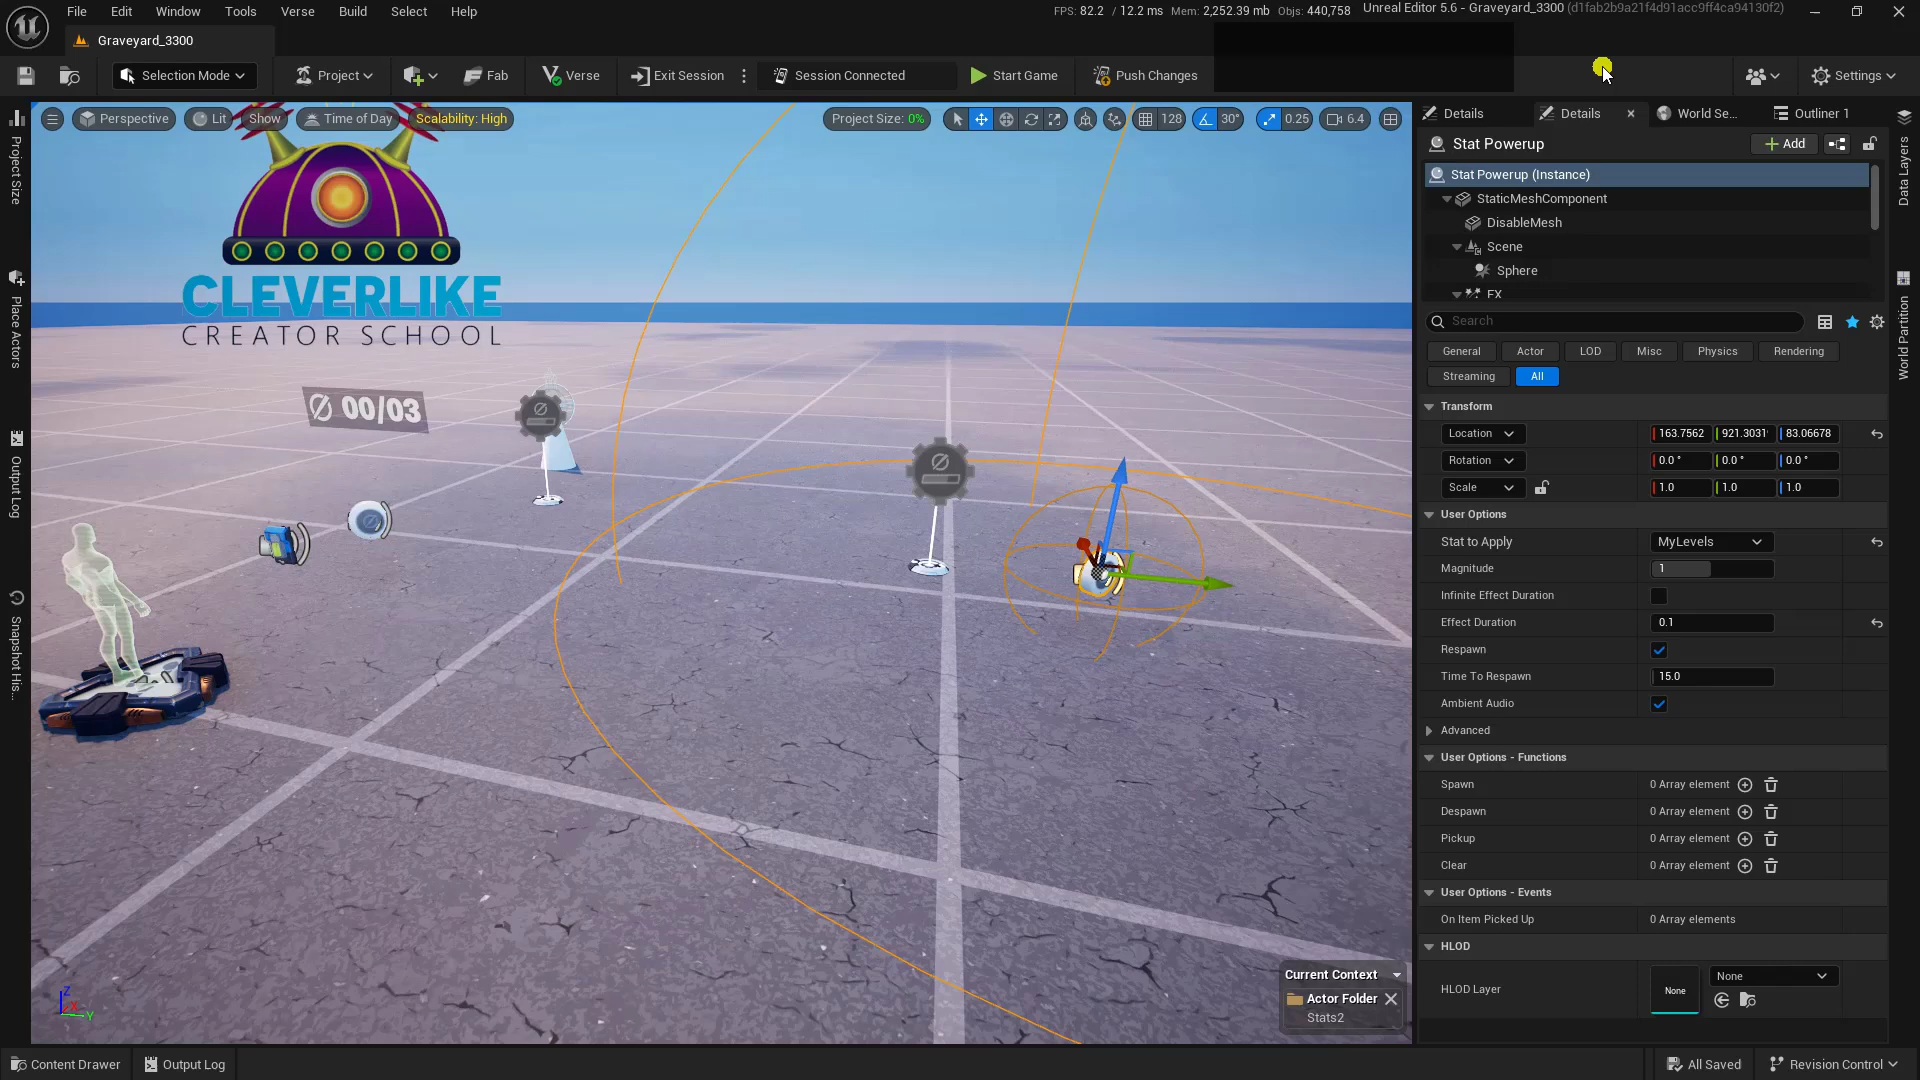 File Edit Window Tools Verse Build Select Help
FPS: 82.2 / 12.2 ms Mem: 2,252.39 mb Objs: 440,758 Unreal Editor 5.6 - Graveyard_3300 (d1fab2b9a21f4d91acc9ff4ca94130f2)
Graveyard_3300
Selection Mode Project Fab Verse Exit Session Session Connected Start Game Push Changes Settings
Perspective Lit Show Time of Day Scalability: High Project Size: 0% 128 30° 0.25 6.4
Project Size
Place Actors
Output Log
Snapshot His...
CLEVERLIKE
CREATOR SCHOOL
00/03
Z
X
Y
Current Context
Actor Folder
Stats2
Details Details World Se... Outliner 1
Stat Powerup Add
Stat Powerup (Instance)
StaticMeshComponent
DisableMesh
Scene
Sphere
FX
Search
General Actor LOD Misc Physics Rendering
Streaming All
Transform
Location 163.7562 921.3031 83.06678
Rotation 0.0 ° 0.0 ° 0.0 °
Scale 1.0 1.0 1.0
User Options
Stat to Apply MyLevels
Magnitude 1
Infinite Effect Duration
Effect Duration 0.1
Respawn
Time To Respawn 15.0
Ambient Audio
Advanced
User Options - Functions
Spawn 0 Array element
Despawn 0 Array element
Pickup 0 Array element
Clear 0 Array element
User Options - Events
On Item Picked Up 0 Array elements
HLOD
HLOD Layer None None
Data Layers
World Partition
Content Drawer Output Log All Saved Revision Control